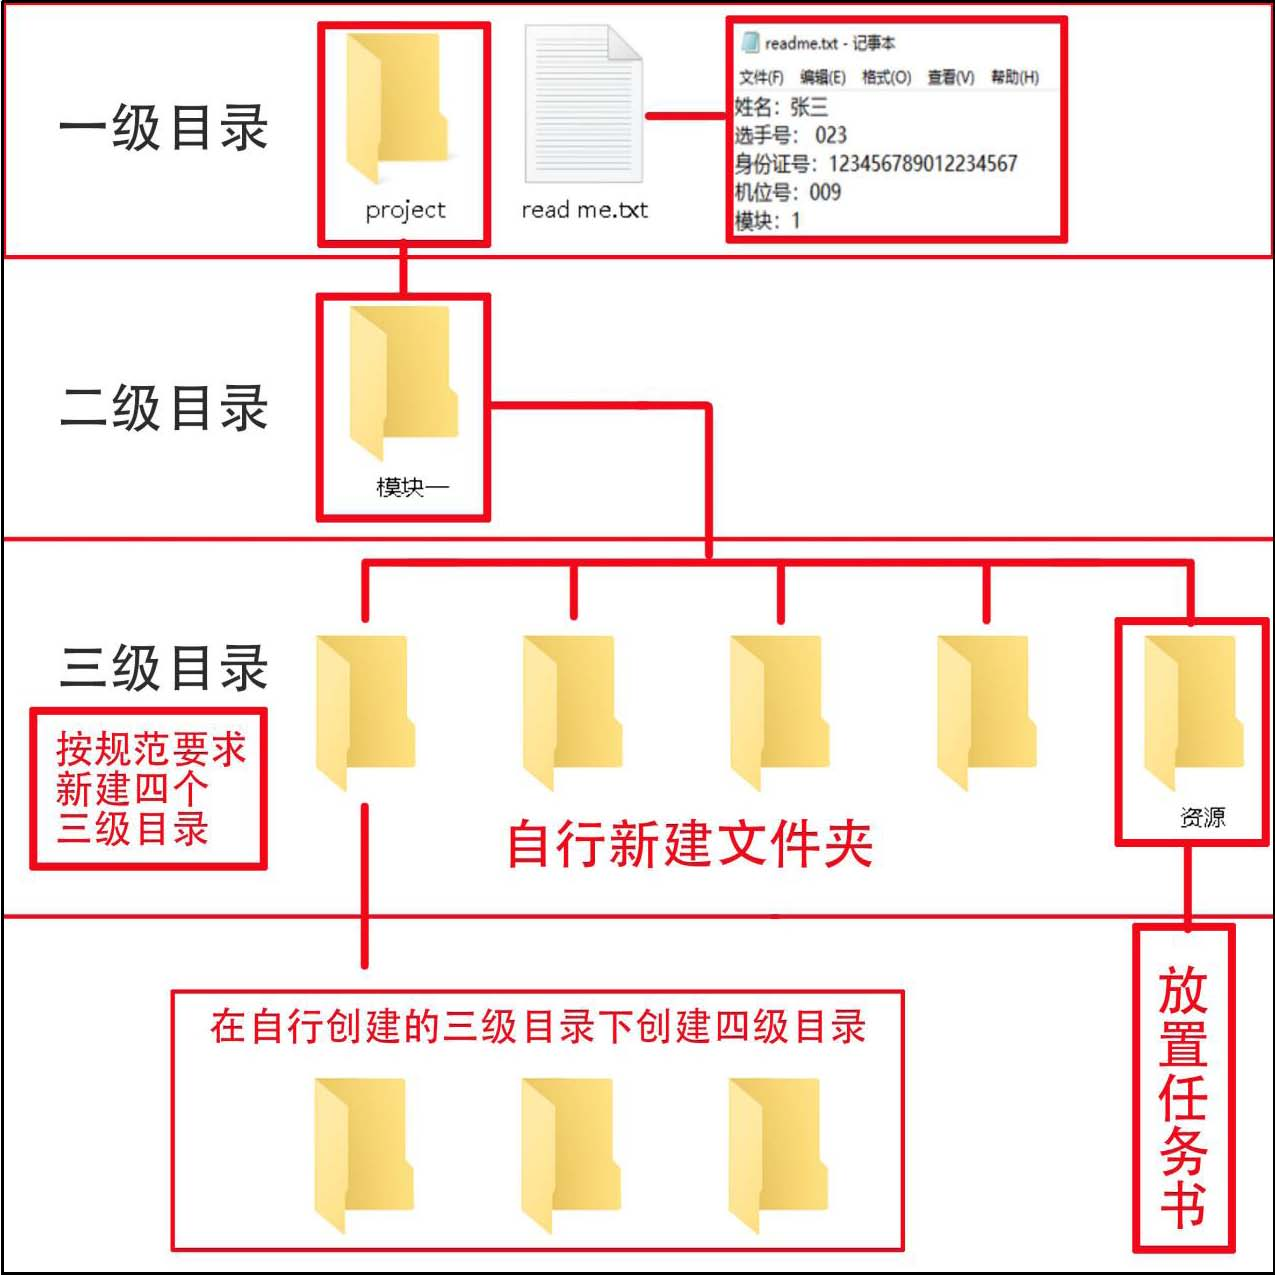 一级目录
project
read me.txt
readme.txt - 记事本
文件(F) 编辑(E) 格式(O) 查看(V) 帮助(H)
姓名：张三
选手号： 023
身份证号：123456789012234567
机位号：009
模块：1
二级目录
模块一
三级目录
按规范要求
新建四个
三级目录
自行新建文件夹
资源
在自行创建的三级目录下创建四级目录
放置任务书